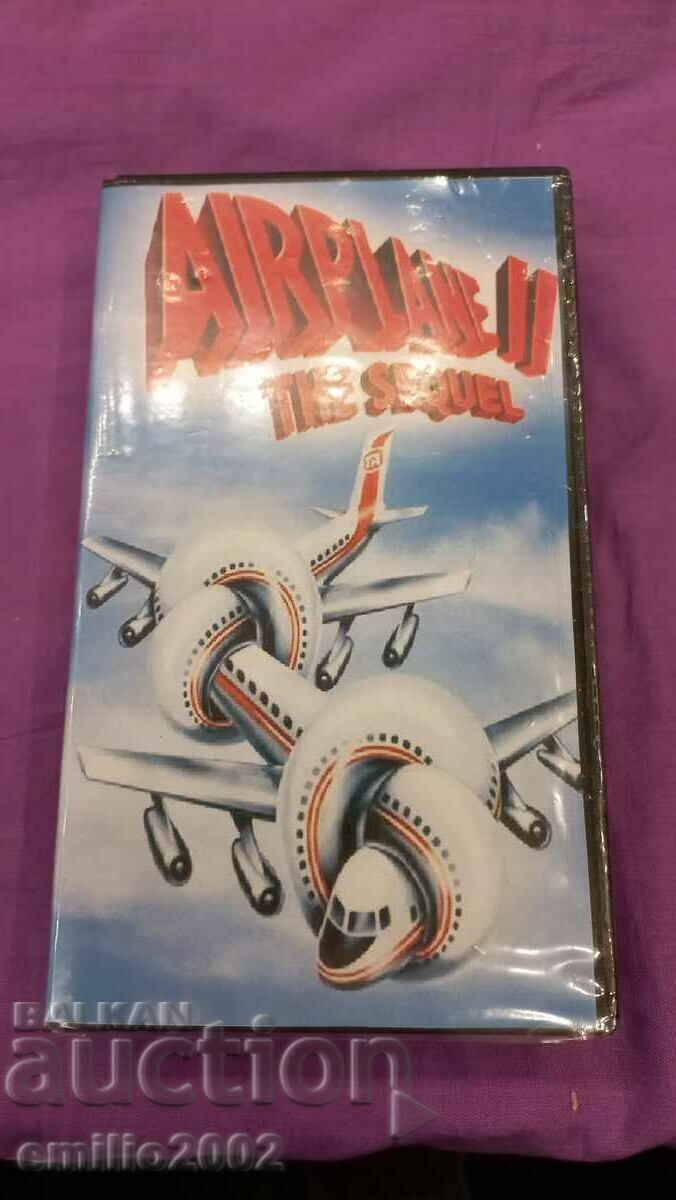 AIRPLANE II
THE SEQUEL
BALKAN
auction
emilio2002